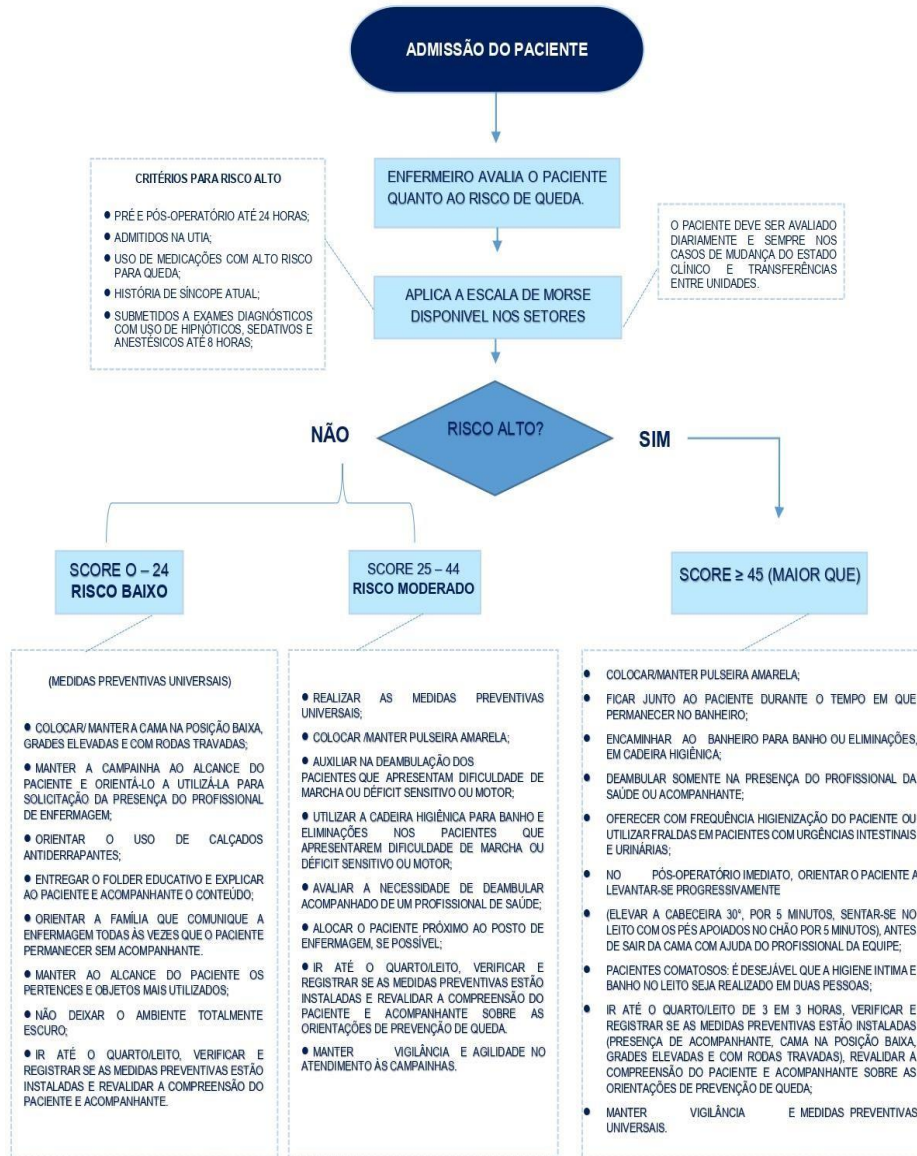 ADMISSÃO DO PACIENTE
ENFERMEIRO AVALIA O PACIENTE
QUANTO AO RISCO DE QUEDA.
CRITÉRIOS PARA RISCO ALTO
● PRÉ E PÓS-OPERATÓRIO ATÉ 24 HORAS;
● ADMITIDOS NA UTIA;
● USO DE MEDICAÇÕES COM ALTO RISCO
PARA QUEDA;
● HISTÓRIA DE SÍNCOPE ATUAL;
● SUBMETIDOS A EXAMES DIAGNÓSTICOS
COM USO DE HIPNÓTICOS, SEDATIVOS E
ANESTÉSICOS ATÉ 8 HORAS;
O PACIENTE DEVE SER AVALIADO
DIARIAMENTE E SEMPRE NOS
CASOS DE MUDANÇA DO ESTADO
CLÍNICO E TRANSFERÊNCIAS
ENTRE UNIDADES.
APLICA A ESCALA DE MORSE
DISPONIVEL NOS SETORES
RISCO ALTO?
NÃO
SIM
SCORE O – 24
RISCO BAIXO
SCORE 25 – 44
RISCO MODERADO
SCORE ≥ 45 (MAIOR QUE)
(MEDIDAS PREVENTIVAS UNIVERSAIS)
● COLOCAR/ MANTER A CAMA NA POSIÇÃO BAIXA,
GRADES ELEVADAS E COM RODAS TRAVADAS;
● MANTER A CAMPAINHA AO ALCANCE DO
PACIENTE E ORIENTÁ-LO A UTILIZÁ-LA PARA
SOLICITAÇÃO DA PRESENÇA DO PROFISSIONAL
DE ENFERMAGEM;
● ORIENTAR O USO DE CALÇADOS
ANTIDERRAPANTES;
● ENTREGAR O FOLDER EDUCATIVO E EXPLICAR
AO PACIENTE E ACOMPANHANTE O CONTEÚDO;
● ORIENTAR A FAMÍLIA QUE COMUNIQUE A
ENFERMAGEM TODAS ÀS VEZES QUE O PACIENTE
PERMANECER SEM ACOMPANHANTE.
● MANTER AO ALCANCE DO PACIENTE OS
PERTENCES E OBJETOS MAIS UTILIZADOS;
● NÃO DEIXAR O AMBIENTE TOTALMENTE
ESCURO;
● IR ATÉ O QUARTO/LEITO, VERIFICAR E
REGISTRAR SE AS MEDIDAS PREVENTIVAS ESTÃO
INSTALADAS E REVALIDAR A COMPREENSÃO DO
PACIENTE E ACOMPANHANTE.
● REALIZAR AS MEDIDAS PREVENTIVAS
UNIVERSAIS;
● COLOCAR /MANTER PULSEIRA AMARELA;
● AUXILIAR NA DEAMBULAÇÃO DOS
PACIENTES QUE APRESENTAM DIFICULDADE DE
MARCHA OU DÉFICIT SENSITIVO OU MOTOR;
● UTILIZAR A CADEIRA HIGIÊNICA PARA BANHO E
ELIMINAÇÕES NOS PACIENTES QUE
APRESENTAREM DIFICULDADE DE MARCHA OU
DÉFICIT SENSITIVO OU MOTOR;
● AVALIAR A NECESSIDADE DE DEAMBULAR
ACOMPANHADO DE UM PROFISSIONAL DE SAÚDE;
● ALOCAR O PACIENTE PRÓXIMO AO POSTO DE
ENFERMAGEM, SE POSSÍVEL;
● IR ATÉ O QUARTO/LEITO, VERIFICAR E
REGISTRAR SE AS MEDIDAS PREVENTIVAS ESTÃO
INSTALADAS E REVALIDAR A COMPREENSÃO DO
PACIENTE E ACOMPANHANTE SOBRE AS
ORIENTAÇÕES DE PREVENÇÃO DE QUEDA.
● MANTER VIGILÂNCIA E AGILIDADE NO
ATENDIMENTO ÀS CAMPAINHAS.
● COLOCAR/MANTER PULSEIRA AMARELA;
● FICAR JUNTO AO PACIENTE DURANTE O TEMPO EM QUE
PERMANECER NO BANHEIRO;
● ENCAMINHAR AO BANHEIRO PARA BANHO OU ELIMINAÇÕES,
EM CADEIRA HIGIÊNICA;
● DEAMBULAR SOMENTE NA PRESENÇA DO PROFISSIONAL DA
SAÚDE OU ACOMPANHANTE;
● OFERECER COM FREQUÊNCIA HIGIENIZAÇÃO DO PACIENTE OU
UTILIZAR FRALDAS EM PACIENTES COM URGÊNCIAS INTESTINAIS
E URINÁRIAS;
● NO PÓS-OPERATÓRIO IMEDIATO, ORIENTAR O PACIENTE A
LEVANTAR-SE PROGRESSIVAMENTE
● (ELEVAR A CABECEIRA 30°, POR 5 MINUTOS, SENTAR-SE NO
LEITO COM OS PÉS APOIADOS NO CHÃO POR 5 MINUTOS), ANTES
DE SAIR DA CAMA COM AJUDA DO PROFISSIONAL DA EQUIPE;
● PACIENTES COMATOSOS: É DESEJÁVEL QUE A HIGIENE INTIMA E
BANHO NO LEITO SEJA REALIZADO EM DUAS PESSOAS;
● IR ATÉ O QUARTO/LEITO DE 3 EM 3 HORAS, VERIFICAR E
REGISTRAR SE AS MEDIDAS PREVENTIVAS ESTÃO INSTALADAS
(PRESENÇA DE ACOMPANHANTE, CAMA NA POSIÇÃO BAIXA,
GRADES ELEVADAS E COM RODAS TRAVADAS), REVALIDAR A
COMPREENSÃO DO PACIENTE E ACOMPANHANTE SOBRE AS
ORIENTAÇÕES DE PREVENÇÃO DE QUEDA;
● MANTER VIGILÂNCIA E MEDIDAS PREVENTIVAS
UNIVERSAIS.